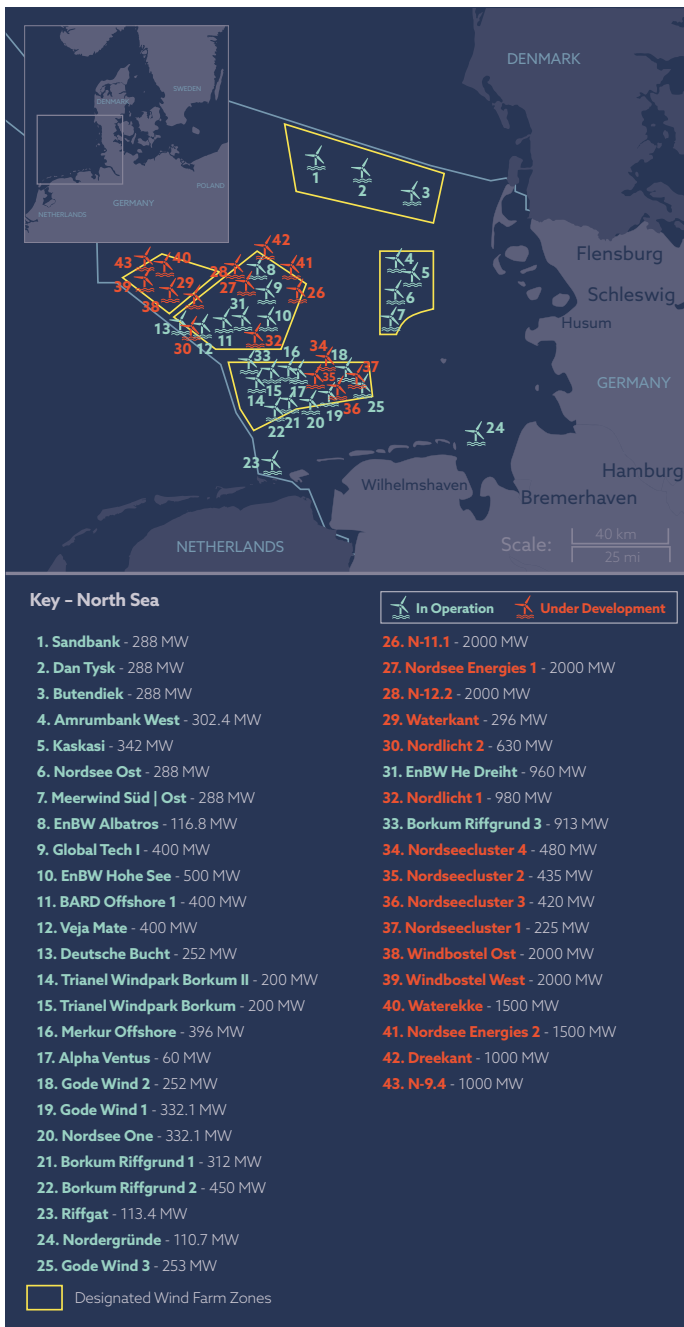 DENMARK
SWEDEN
DENMARK
POLAND
GERMANY
NETHERLANDS
1
2
3
42
43
40
4
28
8
41
5
27
9
39
29
26
6
38
31
7
13
11
10
12
30
32
34
33
16
18
37
35
15
17
14
36
25
19
20
21
22
24
23
Flensburg
Schleswig
Husum
GERMANY
Hamburg
Wilhelmshaven
Bremerhaven
NETHERLANDS
Scale:
40 km
25 mi
Key – North Sea
In Operation
Under Development
1. Sandbank - 288 MW
2. Dan Tysk - 288 MW
3. Butendiek - 288 MW
4. Amrumbank West - 302.4 MW
5. Kaskasi - 342 MW
6. Nordsee Ost - 288 MW
7. Meerwind Süd | Ost - 288 MW
8. EnBW Albatros - 116.8 MW
9. Global Tech I - 400 MW
10. EnBW Hohe See - 500 MW
11. BARD Offshore 1 - 400 MW
12. Veja Mate - 400 MW
13. Deutsche Bucht - 252 MW
14. Trianel Windpark Borkum II - 200 MW
15. Trianel Windpark Borkum - 200 MW
16. Merkur Offshore - 396 MW
17. Alpha Ventus - 60 MW
18. Gode Wind 2 - 252 MW
19. Gode Wind 1 - 332.1 MW
20. Nordsee One - 332.1 MW
21. Borkum Riffgrund 1 - 312 MW
22. Borkum Riffgrund 2 - 450 MW
23. Riffgat - 113.4 MW
24. Nordergründe - 110.7 MW
25. Gode Wind 3 - 253 MW
26. N-11.1 - 2000 MW
27. Nordsee Energies 1 - 2000 MW
28. N-12.2 - 2000 MW
29. Waterkant - 296 MW
30. Nordlicht 2 - 630 MW
31. EnBW He Dreiht - 960 MW
32. Nordlicht 1 - 980 MW
33. Borkum Riffgrund 3 - 913 MW
34. Nordseecluster 4 - 480 MW
35. Nordseecluster 2 - 435 MW
36. Nordseecluster 3 - 420 MW
37. Nordseecluster 1 - 225 MW
38. Windbostel Ost - 2000 MW
39. Windbostel West - 2000 MW
40. Waterekke - 1500 MW
41. Nordsee Energies 2 - 1500 MW
42. Dreekant - 1000 MW
43. N-9.4 - 1000 MW
Designated Wind Farm Zones